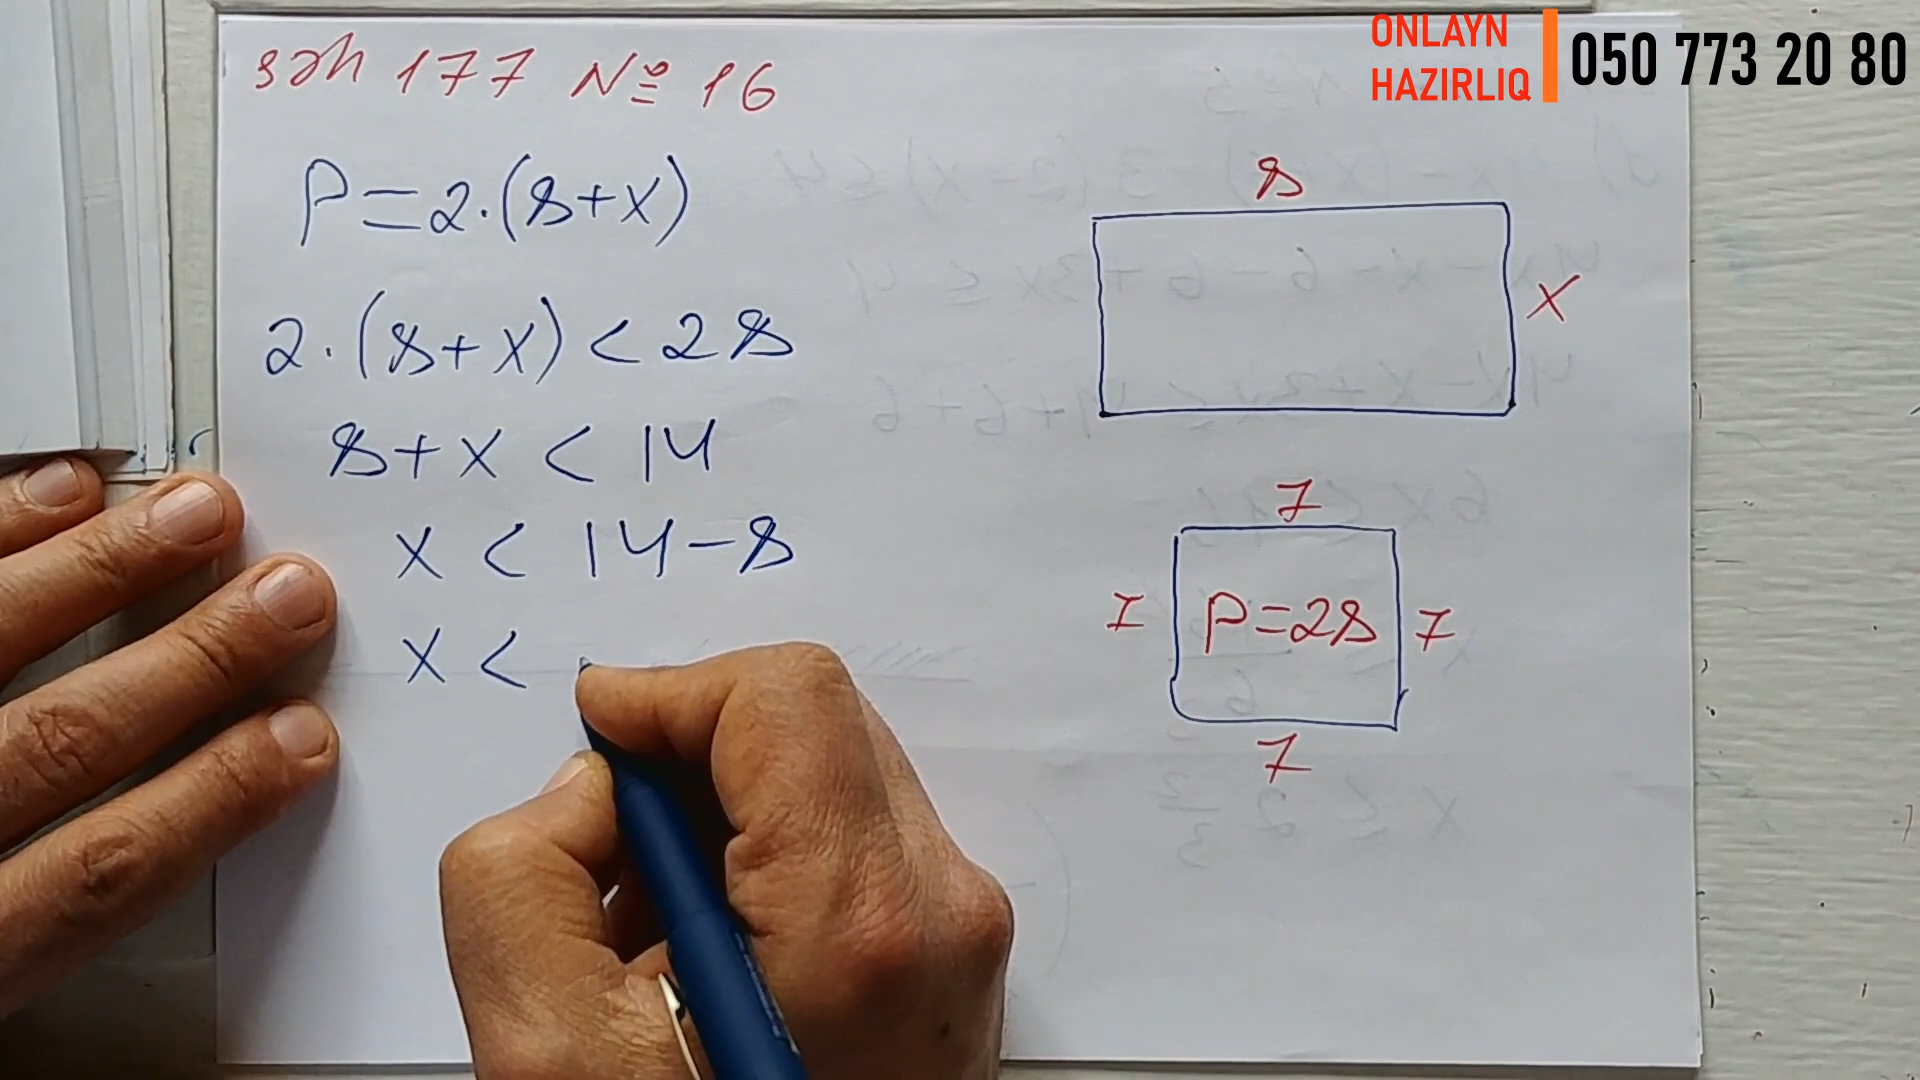 səh 177 № 16
P=2·(8+x)
2·(8+x)<28
8+x<14
x<14-8
x<
8
x
7
7
P=28
7
7
ONLAYN
HAZIRLIQ
050 773 20 80